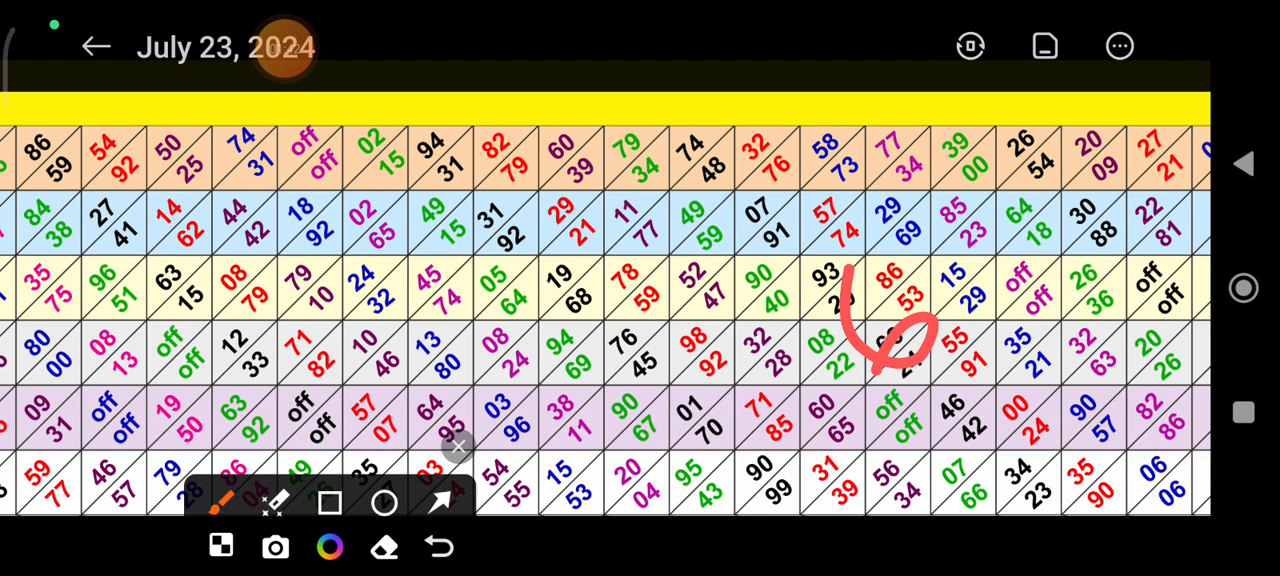 July 23, 2024
86 54 50 74 off 02 94 82 60 79 74 32 58 77 39 26 20 27
59 92 25 31 off 15 31 79 39 34 48 76 73 34 00 54 09 21
84 27 14 44 18 02 49 31 29 11 49 07 57 29 85 64 30 22
38 41 62 42 92 65 15 92 21 77 59 91 74 69 23 18 88 81
35 96 63 08 79 24 45 05 19 78 52 90 93 86 15 off 26 off
75 51 15 79 10 32 74 64 68 59 47 40 53 29 off 36 off
80 08 off 12 71 10 13 08 94 76 98 32 08 55 35 32 20
00 13 off 33 82 46 80 24 69 45 92 28 22 91 21 63 26
09 off 19 63 off 57 64 03 38 90 01 71 60 off 46 00 90 82
31 off 50 92 off 07 95 96 11 67 70 85 65 off 42 24 57 86
59 46 79 86 49 35 03 54 15 20 95 90 31 56 07 34 35 06
77 57 55 53 04 43 99 39 34 66 23 90 06